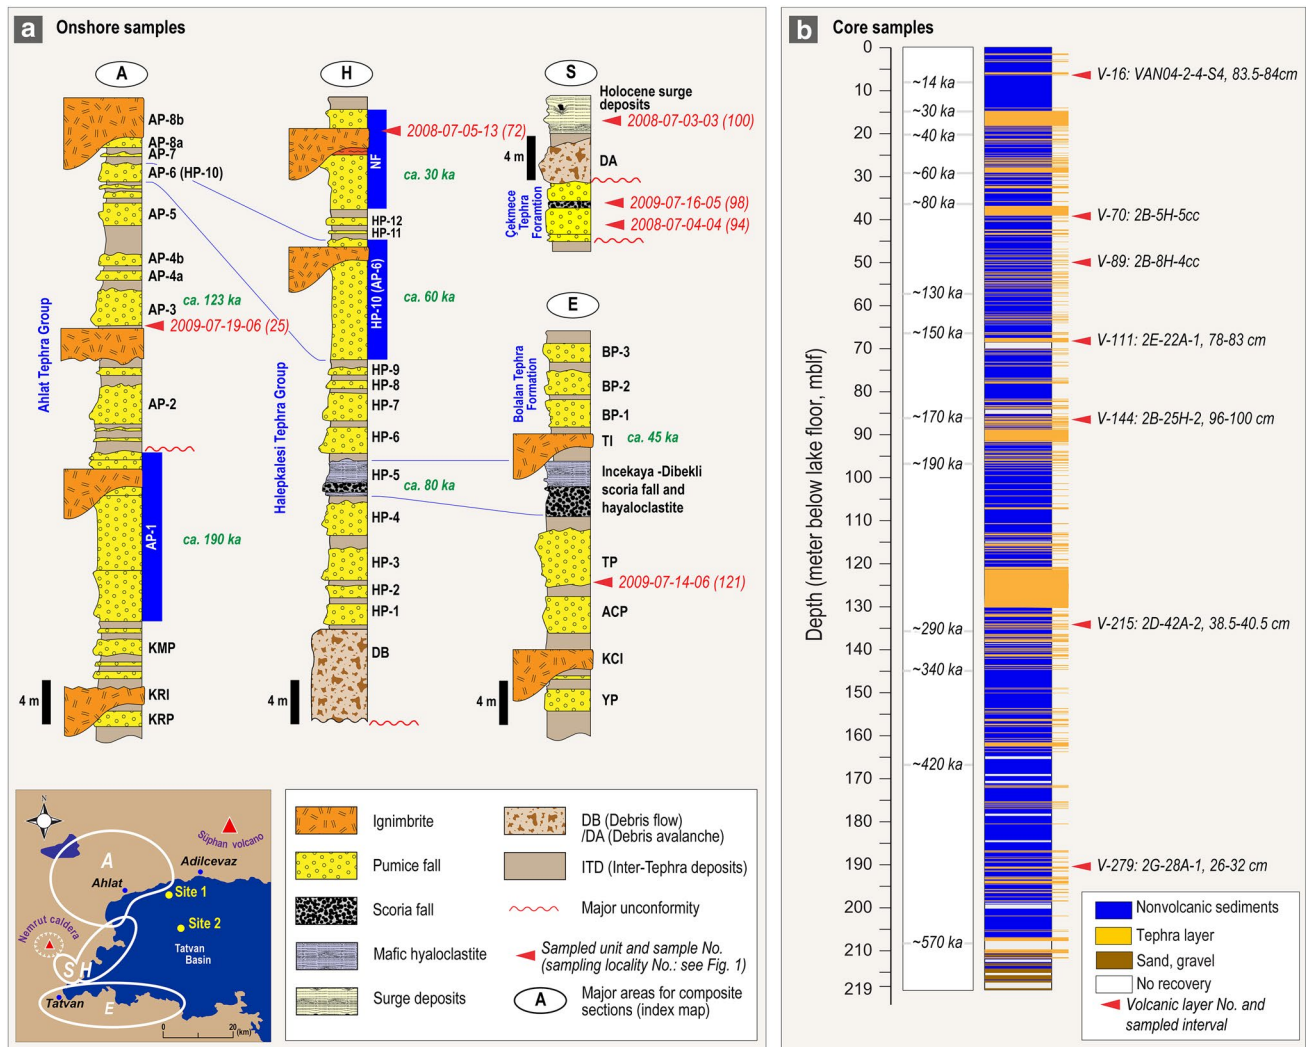 a Onshore samples
A
AP-8b
AP-8a
AP-7
AP-6 (HP-10)
AP-5
AP-4b
AP-4a
AP-3
ca. 123 ka
2009-07-19-06 (25)
AP-2
AP-1
ca. 190 ka
KMP
KRI
KRP
4 m
Ahlat Tephra Group
H
2008-07-05-13 (72)
NF
ca. 30 ka
HP-12
HP-11
HP-10 (AP-6)
ca. 60 ka
HP-9
HP-8
HP-7
HP-6
HP-5
ca. 80 ka
HP-4
HP-3
HP-2
HP-1
DB
4 m
Halepkalesi Tephra Group
S
Holocene surge
deposits
2008-07-03-03 (100)
4 m
DA
2009-07-16-05 (98)
2008-07-04-04 (94)
Çekmece
Tephra
Foramtion
E
BP-3
BP-2
BP-1
Bolalan Tephra
Formation
TI
ca. 45 ka
Incekaya -Dibekli
scoria fall and
hayaloclastite
TP
2009-07-14-06 (121)
ACP
KCI
YP
4 m
N
Süphan volcano
A
Adilcevaz
Ahlat
Site 1
Site 2
Nemrut caldera
Tatvan
Basin
S H
Tatvan
E
0 20
(km)
Ignimbrite
Pumice fall
Scoria fall
Mafic hyaloclastite
Surge deposits
DB (Debris flow)
/DA (Debris avalanche)
ITD (Inter-Tephra deposits)
Major unconformity
Sampled unit and sample No.
(sampling locality No.: see Fig. 1)
A
Major areas for composite
sections (index map)
b Core samples
Depth (meter below lake floor, mblf)
0
10
20
30
40
50
60
70
80
90
100
110
120
130
140
150
160
170
180
190
200
210
219
~14 ka
~30 ka
~40 ka
~60 ka
~80 ka
~130 ka
~150 ka
~170 ka
~190 ka
~290 ka
~340 ka
~420 ka
~570 ka
V-16: VAN04-2-4-S4, 83.5-84cm
V-70: 2B-5H-5cc
V-89: 2B-8H-4cc
V-111: 2E-22A-1, 78-83 cm
V-144: 2B-25H-2, 96-100 cm
V-215: 2D-42A-2, 38.5-40.5 cm
V-279: 2G-28A-1, 26-32 cm
Nonvolcanic sediments
Tephra layer
Sand, gravel
No recovery
Volcanic layer No. and
sampled interval